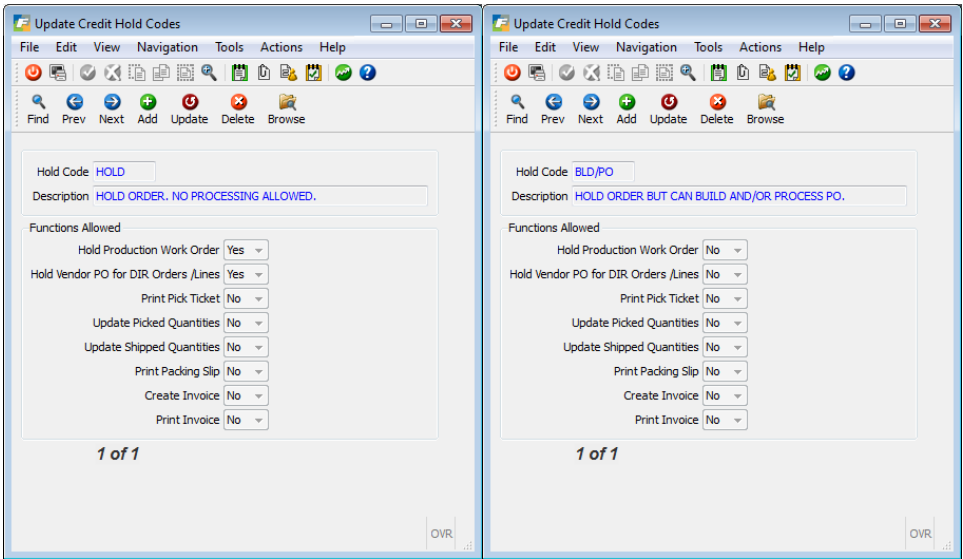 Update Credit Hold Codes
File Edit View Navigation Tools Actions Help
Find Prev Next Add Update Delete Browse
Hold Code HOLD
Description HOLD ORDER. NO PROCESSING ALLOWED.
Functions Allowed
Hold Production Work Order Yes
Hold Vendor PO for DIR Orders /Lines Yes
Print Pick Ticket No
Update Picked Quantities No
Update Shipped Quantities No
Print Packing Slip No
Create Invoice No
Print Invoice No
1 of 1
OVR
Update Credit Hold Codes
File Edit View Navigation Tools Actions Help
Find Prev Next Add Update Delete Browse
Hold Code BLD/PO
Description HOLD ORDER BUT CAN BUILD AND/OR PROCESS PO.
Functions Allowed
Hold Production Work Order No
Hold Vendor PO for DIR Orders /Lines No
Print Pick Ticket No
Update Picked Quantities No
Update Shipped Quantities No
Print Packing Slip No
Create Invoice No
Print Invoice No
1 of 1
OVR